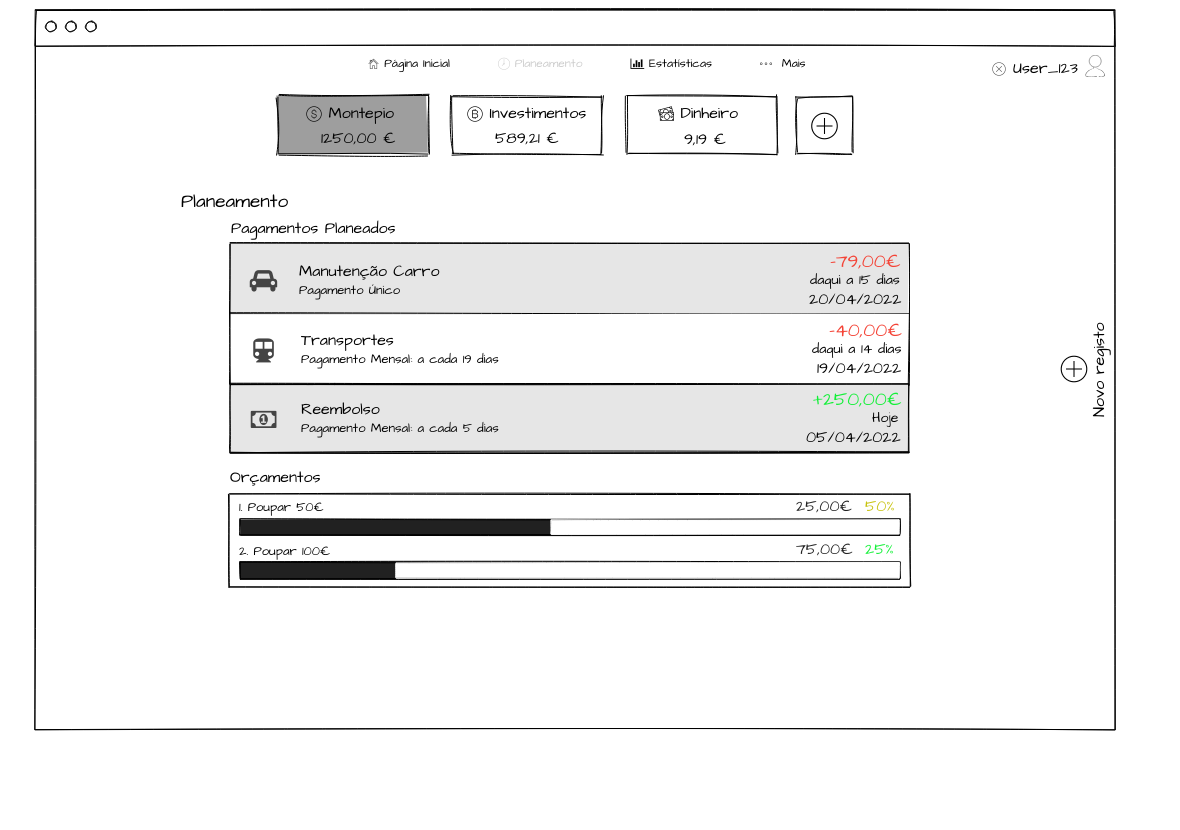 Página Inicial
Planeamento
Estatísticas
Mais
User_123
Montepio
1250,00 €
Investimentos
589,21 €
Dinheiro
9,19 €
Planeamento
Pagamentos Planeados
Manutenção Carro
Pagamento Único
-79,00€
daqui a 15 dias
20/04/2022
Transportes
Pagamento Mensal: a cada 19 dias
-40,00€
daqui a 14 dias
19/04/2022
Reembolso
Pagamento Mensal: a cada 5 dias
+250,00€
Hoje
05/04/2022
Novo registo
Orçamentos
1. Poupar 50€ 25,00€ 50%
2. Poupar 100€ 75,00€ 25%